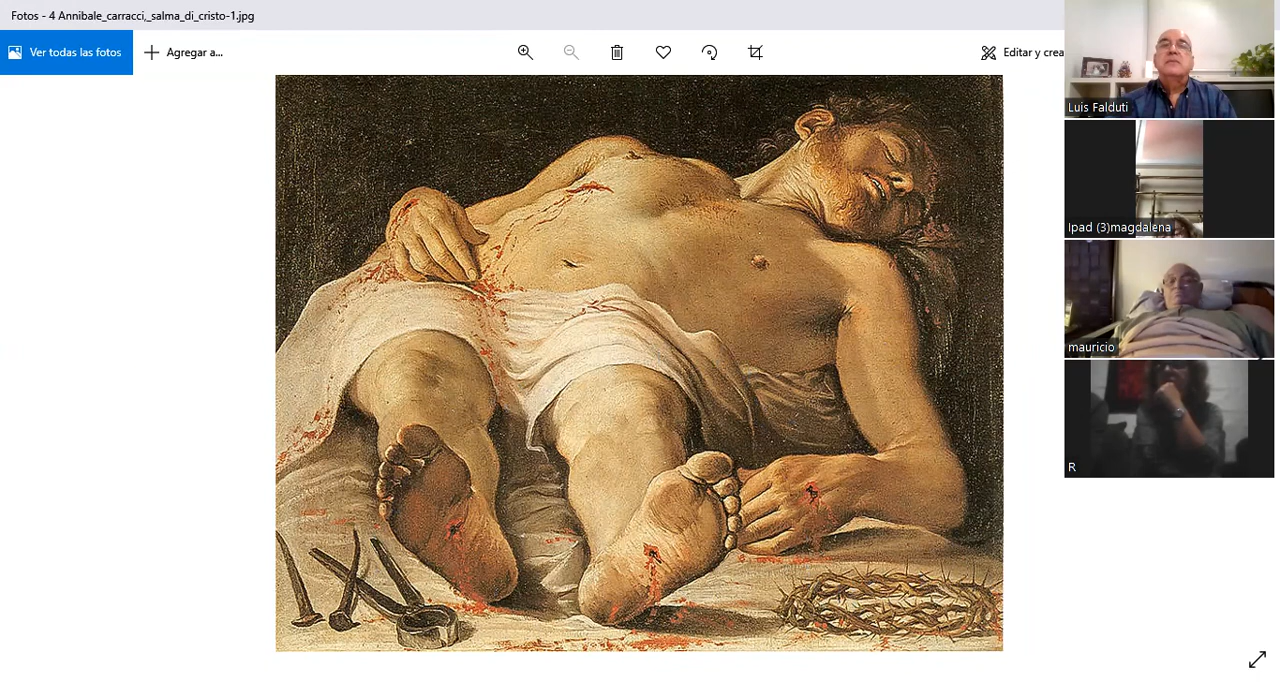 Fotos - 4 Annibale_carracci,_salma_di_cristo-1.jpg
Ver todas las fotos
Agregar a...
Editar y crea
Luis Falduti
Ipad (3)magdalena
mauricio
R